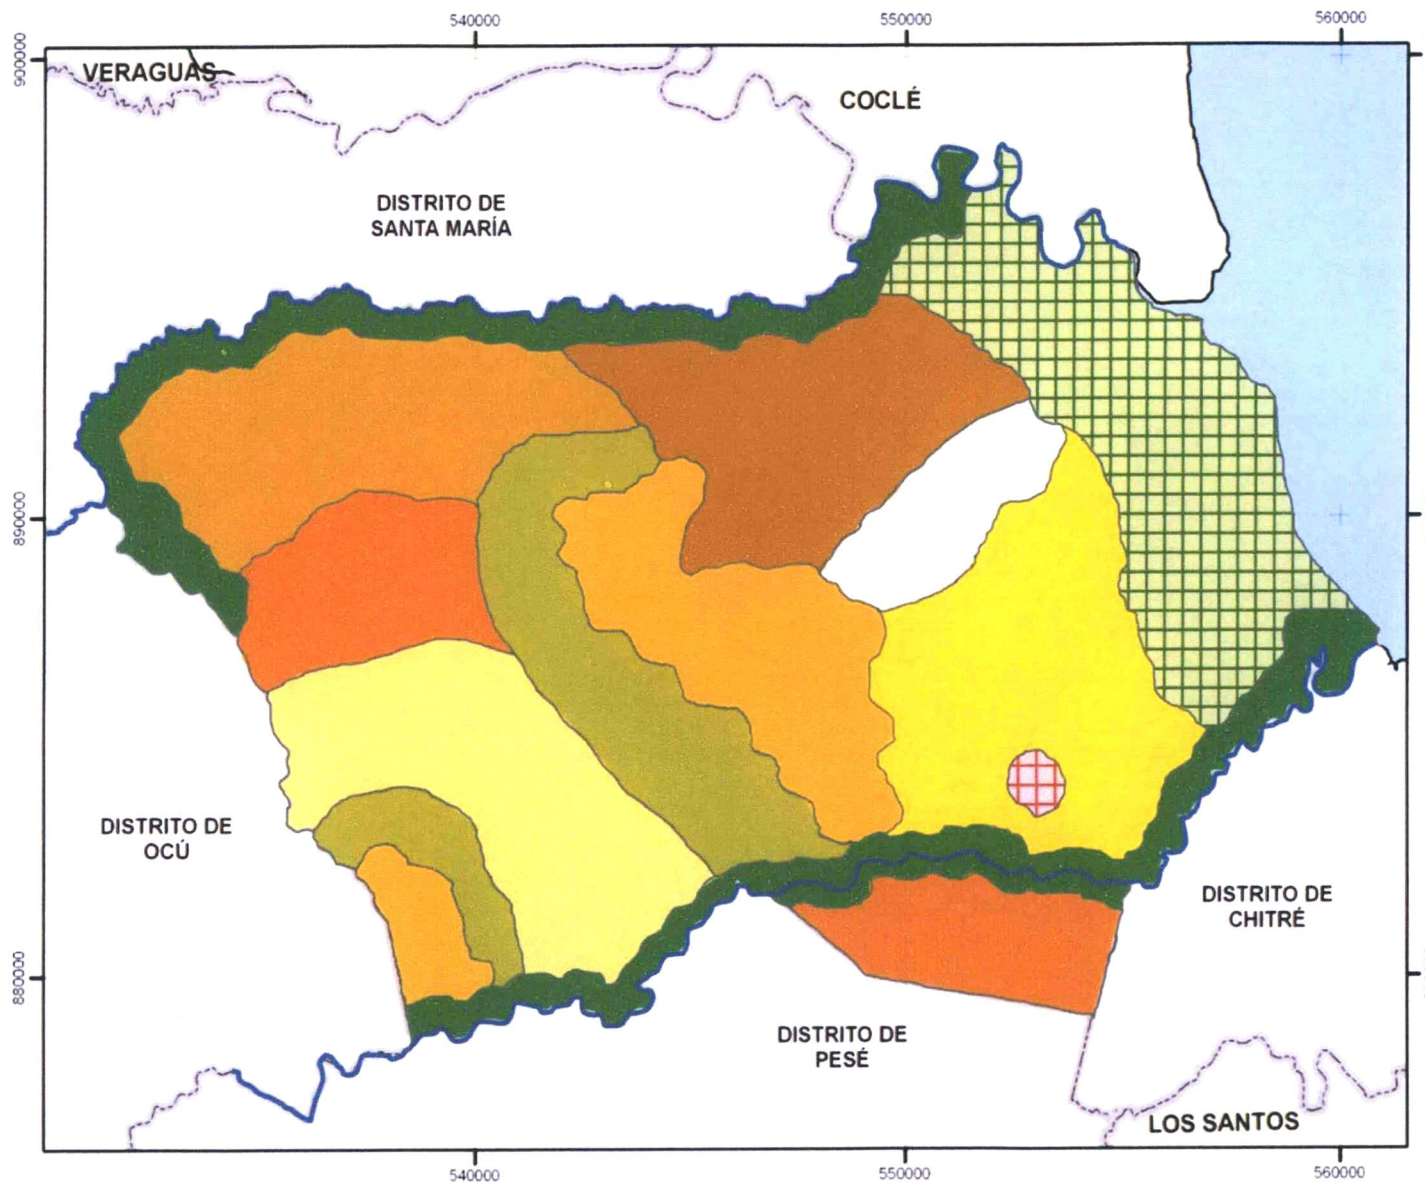 540000
550000
560000
900000
VERAGUAS
COCLÉ
DISTRITO DE
SANTA MARÍA
890000
DISTRITO DE
OCÚ
DISTRITO DE
CHITRÉ
880000
DISTRITO DE
PESÉ
LOS SANTOS
540000
550000
560000